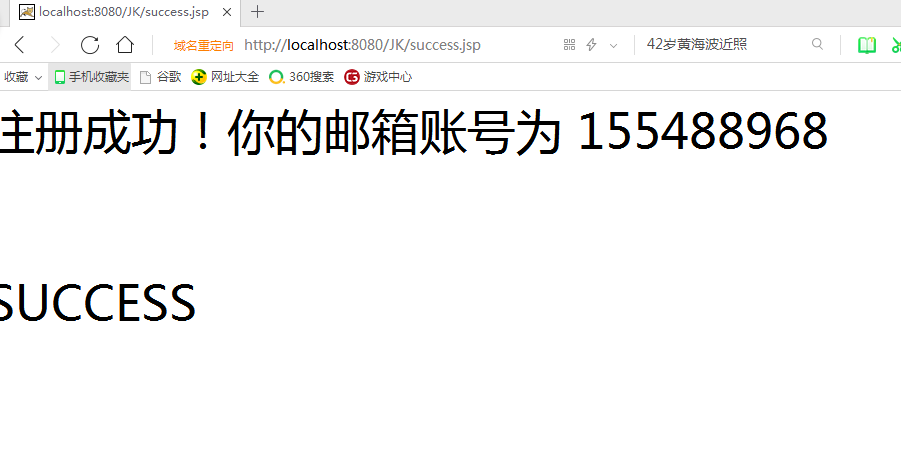 localhost:8080/JK/success.jsp
域名重定向 http://localhost:8080/JK/success.jsp 42岁黄海波近照
收藏 手机收藏夹 谷歌 网址大全 360搜索 游戏中心
注册成功！你的邮箱账号为 155488968
SUCCESS